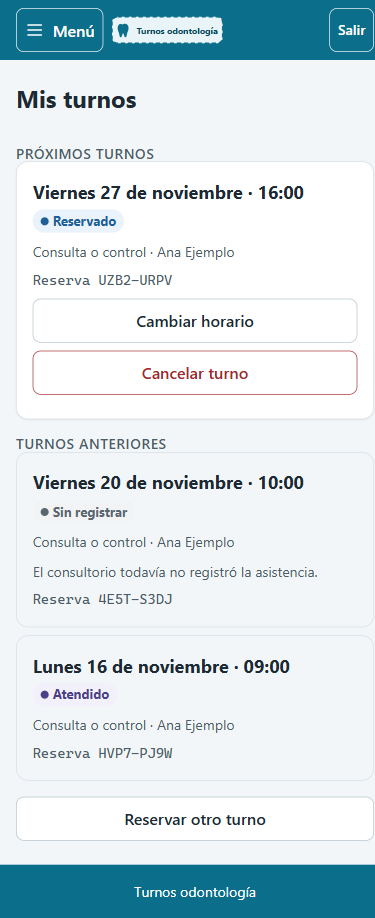 Menú
Turnos odontología
Salir
Mis turnos
PRÓXIMOS TURNOS
Viernes 27 de noviembre · 16:00
Reservado
Consulta o control · Ana Ejemplo
Reserva UZB2–URPV
Cambiar horario
Cancelar turno
TURNOS ANTERIORES
Viernes 20 de noviembre · 10:00
Sin registrar
Consulta o control · Ana Ejemplo
El consultorio todavía no registró la asistencia.
Reserva 4E5T–S3DJ
Lunes 16 de noviembre · 09:00
Atendido
Consulta o control · Ana Ejemplo
Reserva HVP7–PJ9W
Reservar otro turno
Turnos odontología